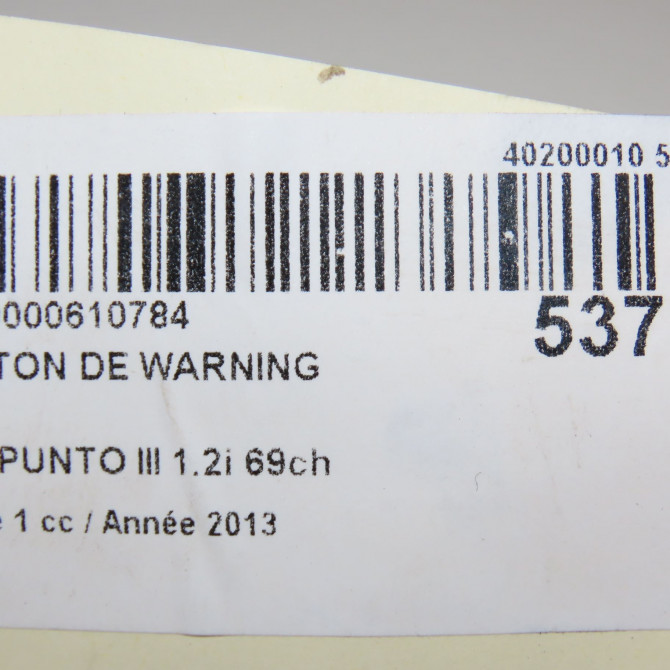 40200010 5
000610784
537
TON DE WARNING
PUNTO III 1.2i 69ch
e 1 cc / Année 2013